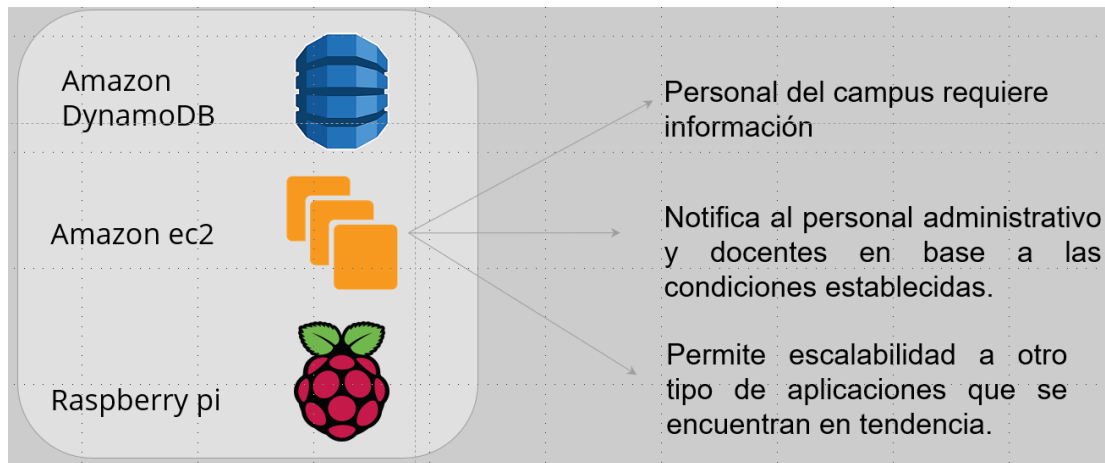 Amazon
DynamoDB
Amazon ec2
Raspberry pi
Personal del campus requiere
información
Notifica al personal administrativo
y docentes en base a las
condiciones establecidas.
Permite escalabilidad a otro
tipo de aplicaciones que se
encuentran en tendencia.